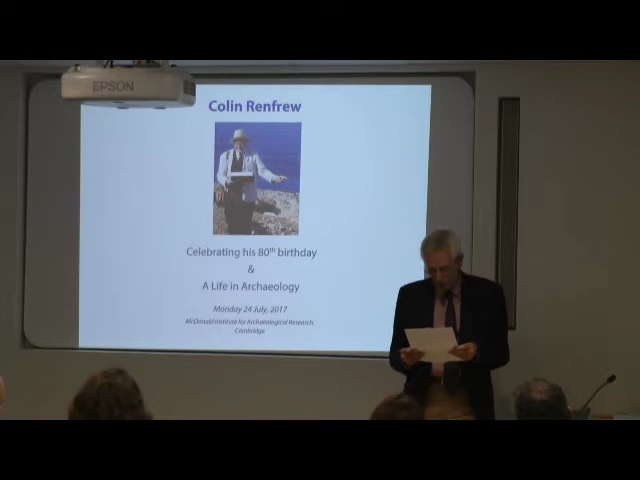 EPSON
Colin Renfrew
Celebrating his 80th birthday
&
A Life in Archaeology
Monday 24 July, 2017
McDonald Institute for Archaeological Research,
Cambridge